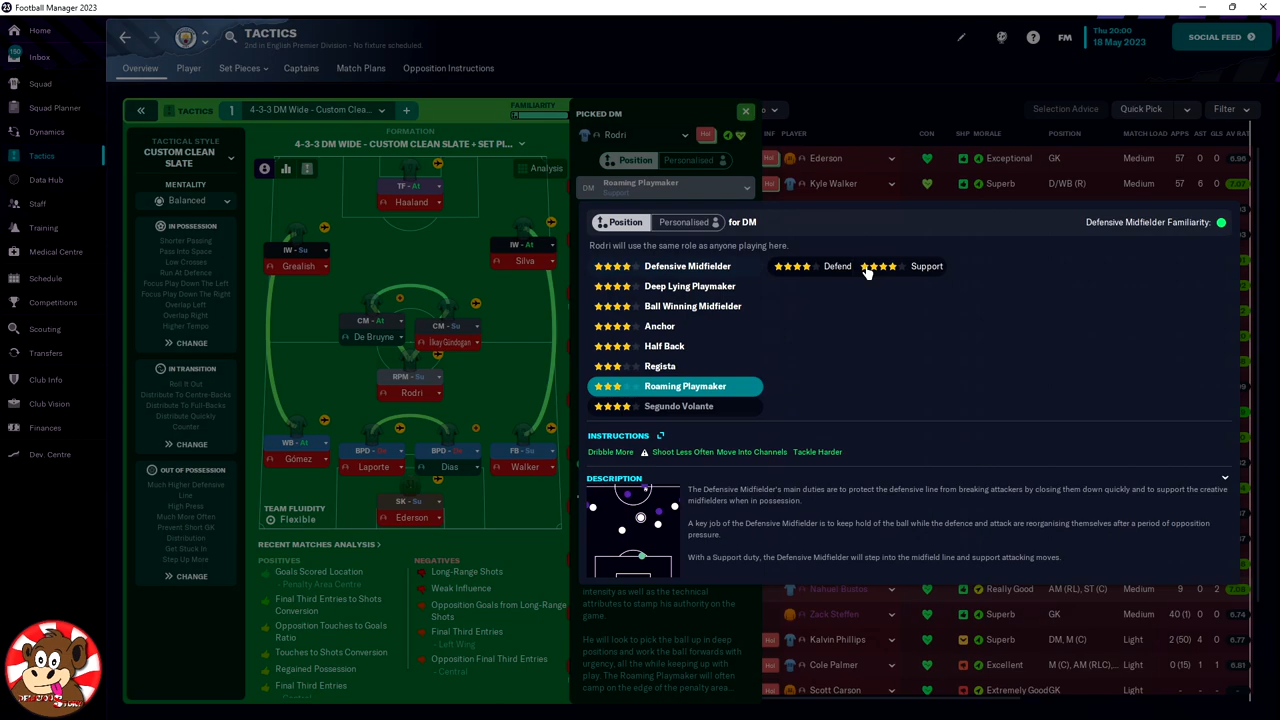 Football Manager 2023
Home
150
Inbox
Squad
Squad Planner
Dynamics
Tactics
Data Hub
Staff
Training
Medical Centre
Schedule
Competitions
Scouting
Transfers
Club Info
Club Vision
Finances
Dev. Centre
TACTICS
2nd in English Premier Division - No fixture scheduled.
FM
Thu 20:00
18 May 2023
SOCIAL FEED
Overview
Player
Set Pieces
Captains
Match Plans
Opposition Instructions
TACTICS
1
4-3-3 DM Wide - Custom Clea...
+
FAMILIARITY
TACTICAL STYLE
CUSTOM CLEAN
SLATE
MENTALITY
Balanced
IN POSSESSION
Shorter Passing
Pass Into Space
Low Crosses
Run At Defence
Focus Play Down The Left
Focus Play Down The Right
Overlap Left
Overlap Right
Higher Tempo
CHANGE
IN TRANSITION
Roll It Out
Distribute To Centre-Backs
Distribute To Full-Backs
Distribute Quickly
Counter
CHANGE
OUT OF POSSESSION
Much Higher Defensive
Line
High Press
Much More Often
Prevent Short GK
Distribution
Get Stuck In
Step Up More
CHANGE
FORMATION
4-3-3 DM WIDE - CUSTOM CLEAN SLATE + SET PI...
Analysis
TF - At
Haaland
IW - Su
Grealish
IW - At
Silva
CM - At
De Bruyne
CM - Su
İlkay Gündogan
RPM - Su
Rodri
WB - At
Gómez
BPD - De
Laporte
BPD - De
Dias
FB - Su
Walker
SK - Su
Ederson
TEAM FLUIDITY
Flexible
RECENT MATCHES ANALYSIS >
POSITIVES
Goals Scored Location
- Penalty Area Centre
Final Third Entries to Shots
Conversion
Opposition Touches to Goals
Ratio
Touches to Shots Conversion
Regained Possession
Final Third Entries
NEGATIVES
Long-Range Shots
Weak Influence
Opposition Goals from Long-Range
Shots
Final Third Entries
- Left Wing
Opposition Final Third Entries
- Central
PICKED DM
Rodri
Hol
Position
Personalised
DM
Roaming Playmaker
Support
Position
Personalised
for DM
Defensive Midfielder Familiarity:
Rodri will use the same role as anyone playing here.
Defensive Midfielder
Defend
Support
Deep Lying Playmaker
Ball Winning Midfielder
Anchor
Half Back
Regista
Roaming Playmaker
Segundo Volante
INSTRUCTIONS
Dribble More
Shoot Less Often
Move Into Channels
Tackle Harder
DESCRIPTION
The Defensive Midfielder's main duties are to protect the defensive line from breaking attackers by closing them down quickly and to support the creative
midfielders when in possession.
A key job of the Defensive Midfielder is to keep hold of the ball while the defence and attack are reorganising themselves after a period of opposition
pressure.
With a Support duty, the Defensive Midfielder will step into the midfield line and support attacking moves.
intensity as well as the technical
attributes to stamp his authority on the
game.
He will look to pick the ball up in deep
positions and work the ball forwards with
urgency, all the while keeping up with
play. The Roaming Playmaker will often
camp on the edge of the penalty area...
Selection Advice
Quick Pick
Filter
INF PLAYER CON SHP MORALE POSITION MATCH LOAD APPS AST GLS AV RAT
Hol Ederson Exceptional GK Medium 57 0 0 6.96
Hol Kyle Walker Superb D/WB (R) Medium 57 6 0 7.07
Nahuel Bustos Really Good AM (RL), ST (C) Medium 9 0 2
Zack Steffen Superb GK Medium 40 (1) 0 0 6.74
Hol Kalvin Phillips Superb DM, M (C) Light 2 (50) 4 0 6.77
Hol Cole Palmer Excellent M (C), AM (RLC),... Light 0 (15) 1 1 6.81
Scott Carson Extremely Good GK Light - - - -